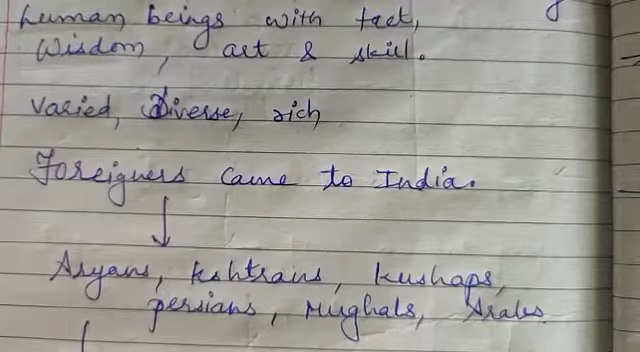 human beings with tact,
Wisdom, art & skill.
Varied, Diverse, rich
Foreigners came to India.
Aryans, kshtrans, kushaps,
persians, Mughals, Arabs